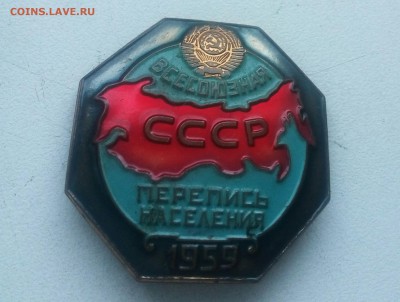 COINS.LAVE.RU
ВСЕСОЮЗНАЯ
СССР
ПЕРЕПИСЬ
НАСЕЛЕНИЯ
1959